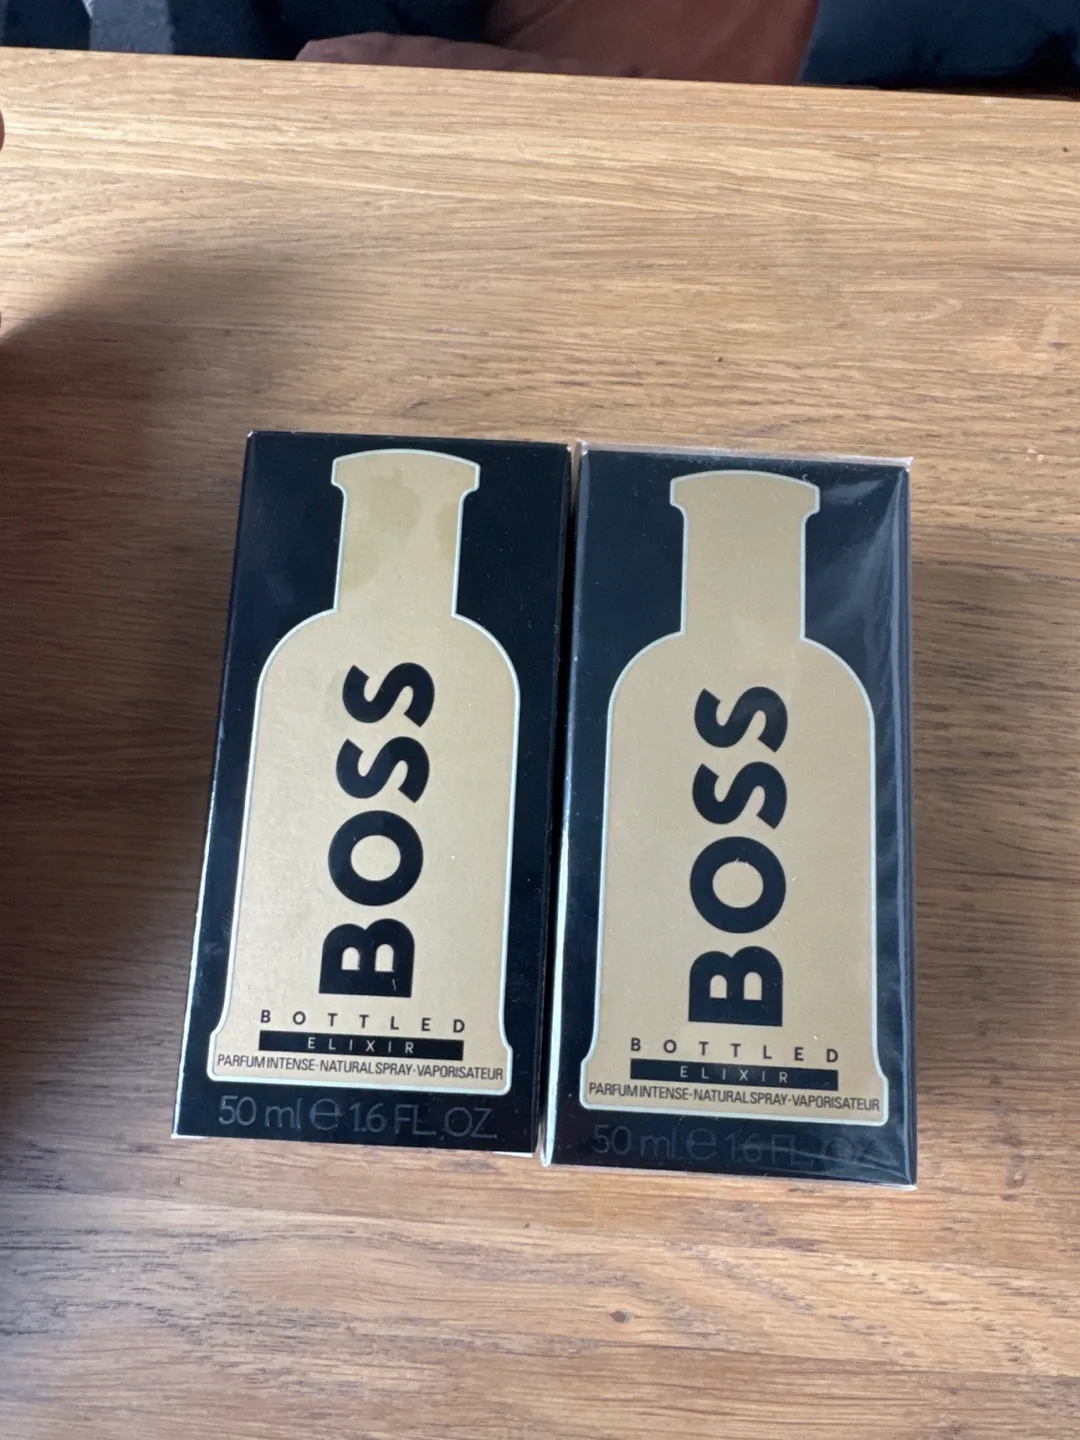 BOSS
BOTTLED
ELIXIR
PARFUM INTENSE·NATURAL SPRAY·VAPORISATEUR
50 ml ℮ 1.6 FL. OZ
BOSS
BOTTLED
ELIXIR
PARFUM INTENSE·NATURAL SPRAY·VAPORISATEUR
50 ml ℮ 1.6 FL. OZ